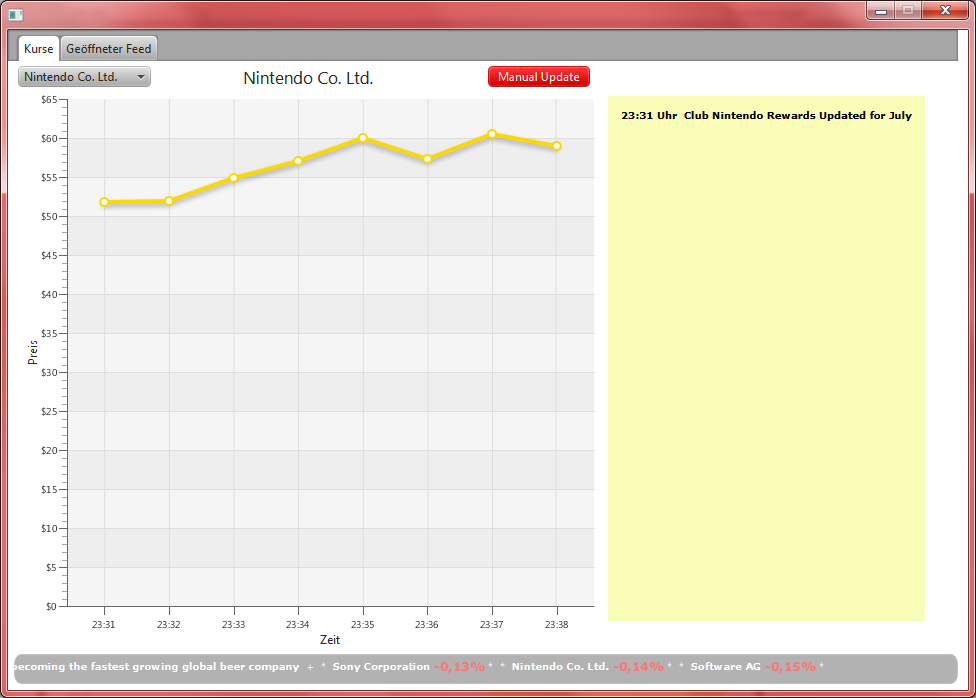 Kurse Geöffneter Feed
Nintendo Co. Ltd. Nintendo Co. Ltd. Manual Update
23:31 Uhr Club Nintendo Rewards Updated for July
$65
$60
$55
$50
$45
$40
$35
$30
$25
$20
$15
$10
$5
$0
Preis
23:31 23:32 23:33 23:34 23:35 23:36 23:37 23:38
Zeit
becoming the fastest growing global beer company + * Sony Corporation -0,13% * * Nintendo Co. Ltd. -0,14% * * Software AG -0,15% *